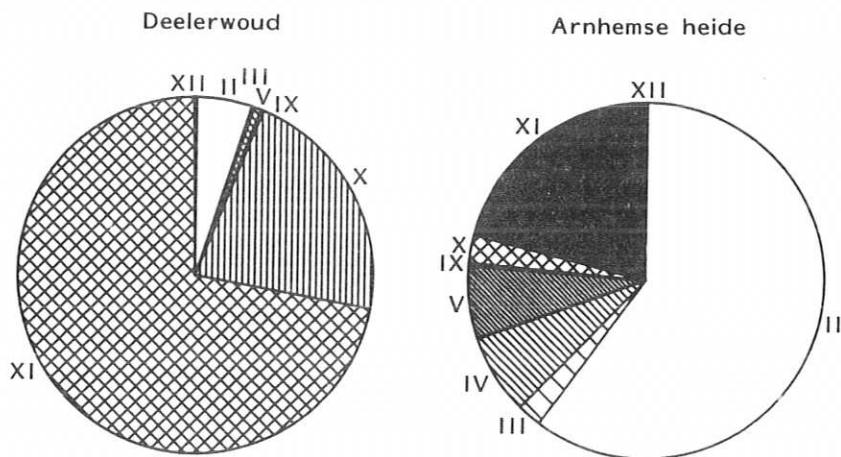 Deelerwoud
XII
II
III
V
IX
X
XI
Arnhemse heide
XII
XI
X
IX
V
IV
III
II